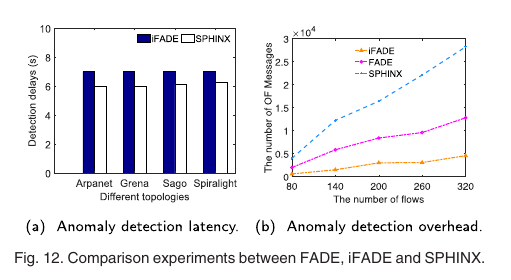 10
8
6
4
2
0
Detection delays (s)
iFADE SPHINX
Arpanet Grena Sago Spiralight
Different topologies
(a) Anomaly detection latency.
3 ×10⁴
2.5
2
1.5
1
0.5
0
The number of OF Messages
iFADE
FADE
SPHINX
80 140 200 260 320
The number of flows
(b) Anomaly detection overhead.
Fig. 12. Comparison experiments between FADE, iFADE and SPHINX.